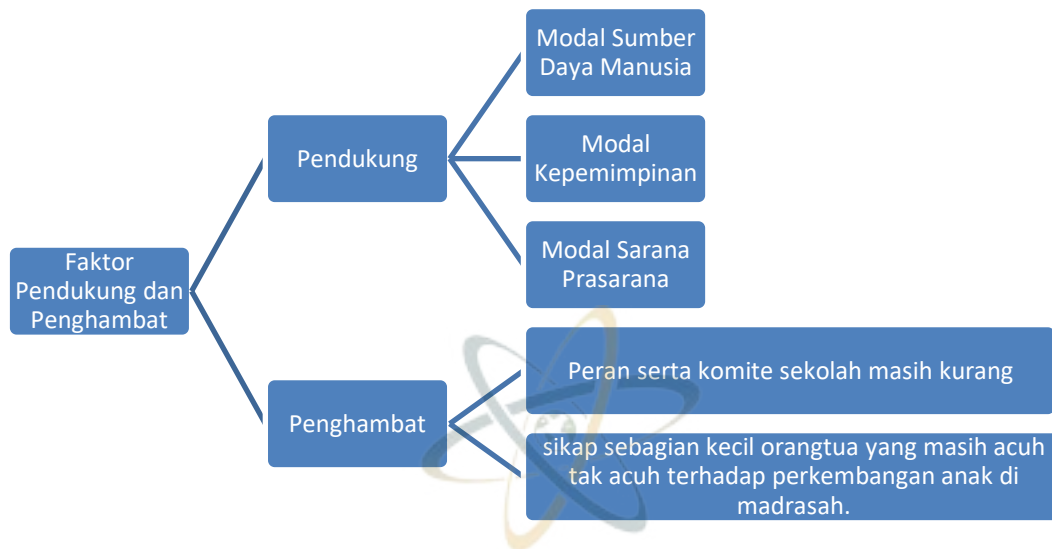 Faktor
Pendukung dan
Penghambat
Pendukung
Modal Sumber
Daya Manusia
Modal
Kepemimpinan
Modal Sarana
Prasarana
Penghambat
Peran serta komite sekolah masih kurang
sikap sebagian kecil orangtua yang masih acuh
tak acuh terhadap perkembangan anak di
madrasah.